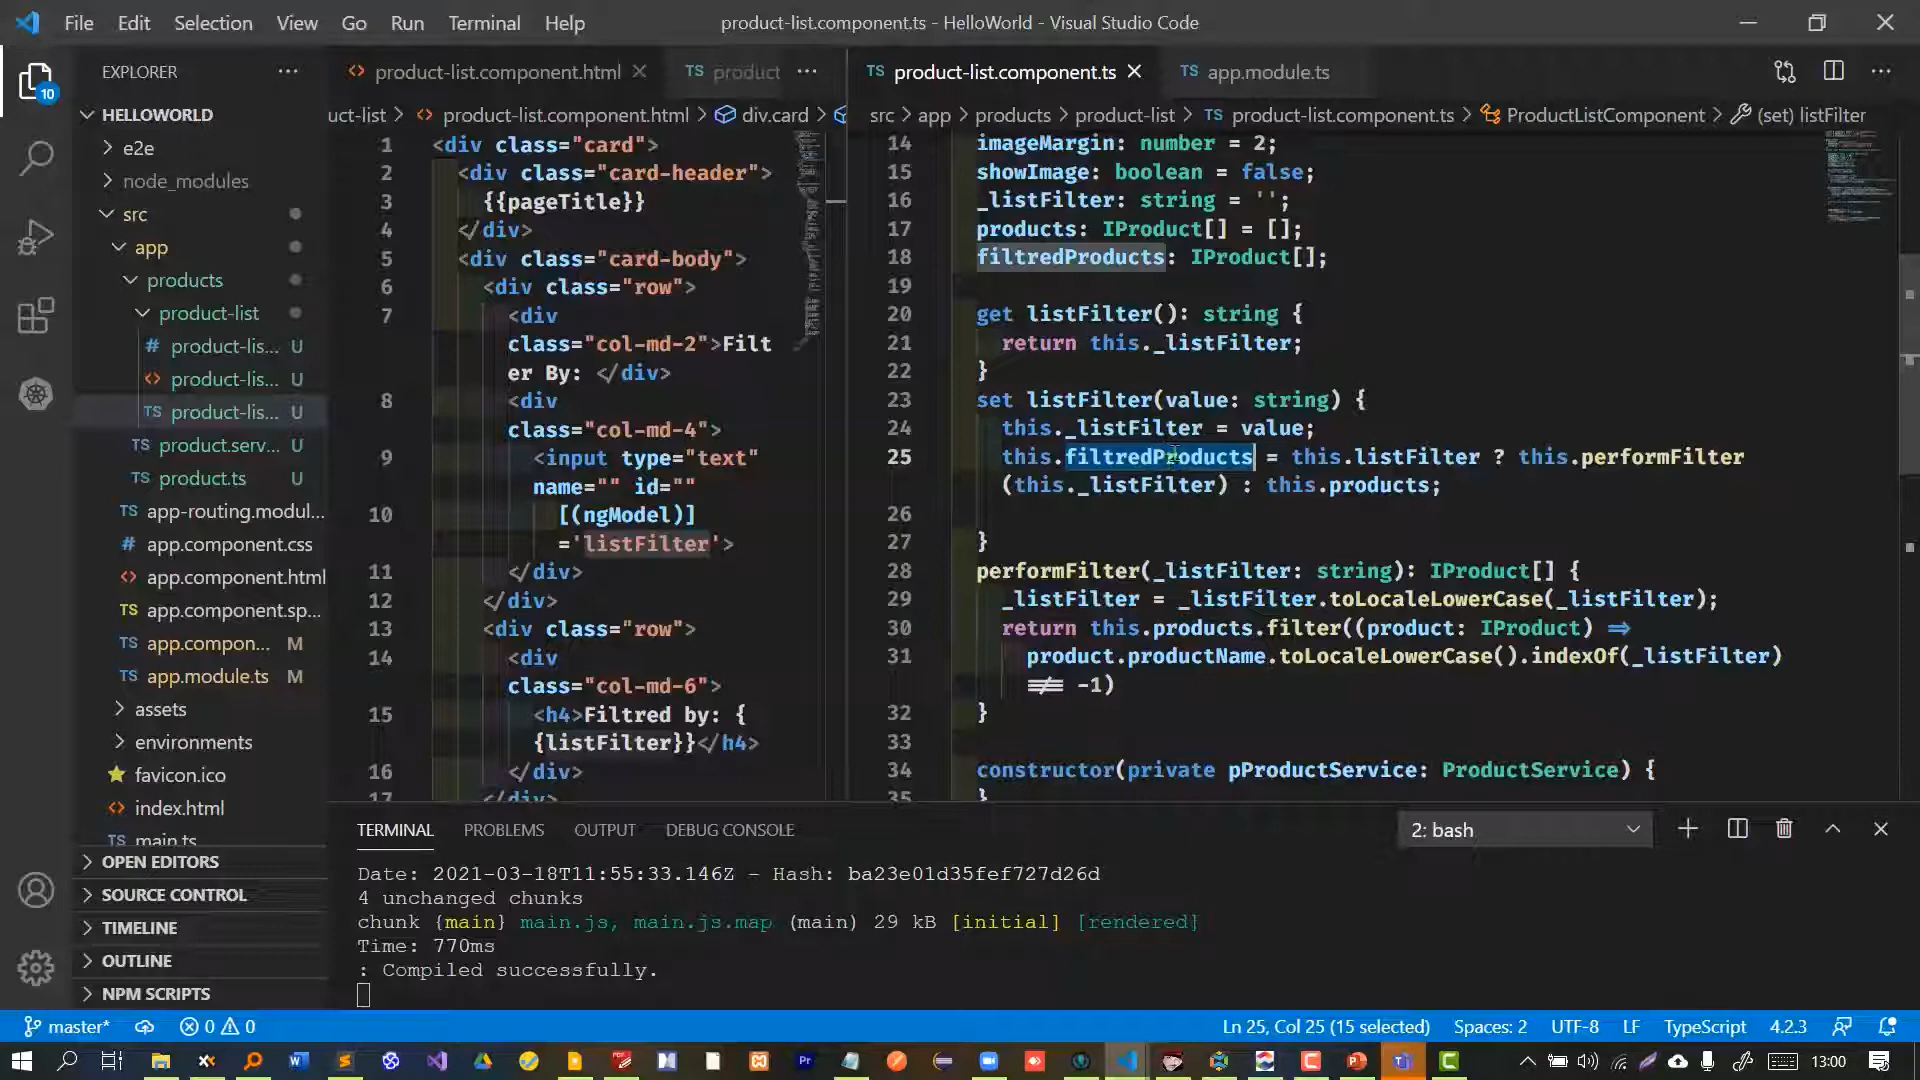 File Edit Selection View Go Run Terminal Help
product-list.component.ts - HelloWorld - Visual Studio Code
EXPLORER
10
HELLOWORLD
e2e
node_modules
src
app
products
product-list
# product-lis... U
<> product-lis... U
TS product-lis... U
TS product.serv... U
TS product.ts U
TS app-routing.modul...
# app.component.css
<> app.component.html
TS app.component.sp...
TS app.compon... M
TS app.module.ts M
assets
environments
favicon.ico
<> index.html
TS main.ts
OPEN EDITORS
SOURCE CONTROL
TIMELINE
OUTLINE
NPM SCRIPTS
<> product-list.component.html
TS product
uct-list > <> product-list.component.html > div.card >
1 <div class="card">
2 <div class="card-header">
3 {{pageTitle}}
4 </div>
5 <div class="card-body">
6 <div class="row">
7 <div
class="col-md-2">Filt
er By: </div>
8 <div
class="col-md-4">
9 <input type="text"
name="" id=""
10 [(ngModel)]
='listFilter'>
11 </div>
12 </div>
13 <div class="row">
14 <div
class="col-md-6">
15 <h4>Filtred by: {
{listFilter}}</h4>
16 </div>
17 </div>
TS product-list.component.ts
TS app.module.ts
src > app > products > product-list > TS product-list.component.ts > ProductListComponent > (set) listFilter
14 imageMargin: number = 2;
15 showImage: boolean = false;
16 _listFilter: string = '';
17 products: IProduct[] = [];
18 filtredProducts: IProduct[];
19
20 get listFilter(): string {
21 return this._listFilter;
22 }
23 set listFilter(value: string) {
24 this._listFilter = value;
25 this.filtredProducts = this.listFilter ? this.performFilter
(this._listFilter) : this.products;
26
27 }
28 performFilter(_listFilter: string): IProduct[] {
29 _listFilter = _listFilter.toLocaleLowerCase(_listFilter);
30 return this.products.filter((product: IProduct) =>
31 product.productName.toLocaleLowerCase().indexOf(_listFilter)
!== -1)
32 }
33
34 constructor(private pProductService: ProductService) {
35 }
TERMINAL PROBLEMS OUTPUT DEBUG CONSOLE
2: bash
Date: 2021-03-18T11:55:33.146Z - Hash: ba23e01d35fef727d26d
4 unchanged chunks
chunk {main} main.js, main.js.map (main) 29 kB [initial] [rendered]
Time: 770ms
: Compiled successfully.
master* 0 0
Ln 25, Col 25 (15 selected) Spaces: 2 UTF-8 LF TypeScript 4.2.3
13:00